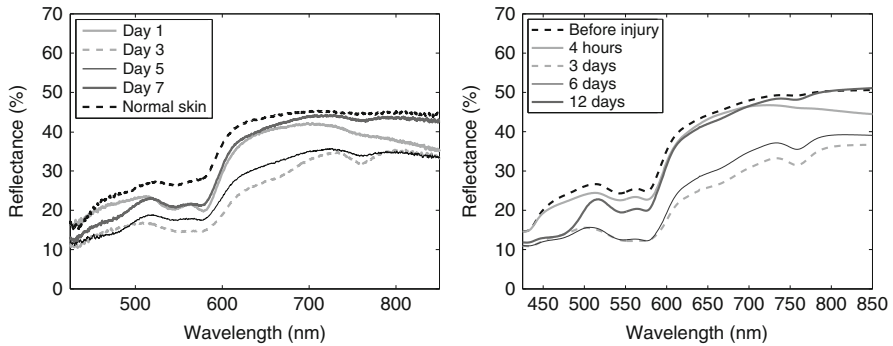 70
60
50
40
30
20
10
0
Reflectance (%)
Day 1
Day 3
Day 5
Day 7
Normal skin
500 600 700 800
Wavelength (nm)
70
60
50
40
30
20
10
0
Reflectance (%)
Before injury
4 hours
3 days
6 days
12 days
450 500 550 600 650 700 750 800 850
Wavelength (nm)